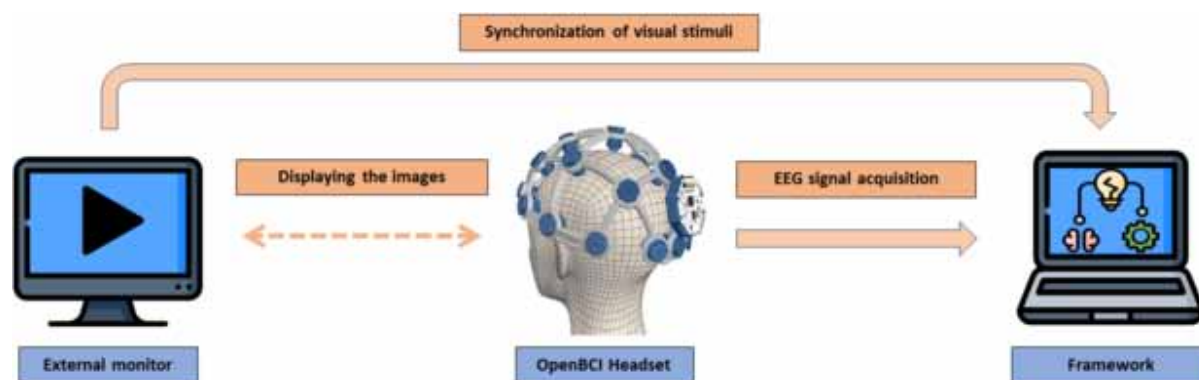 Synchronization of visual stimuli
Displaying the images
EEG signal acquisition
External monitor
OpenBCI Headset
Framework